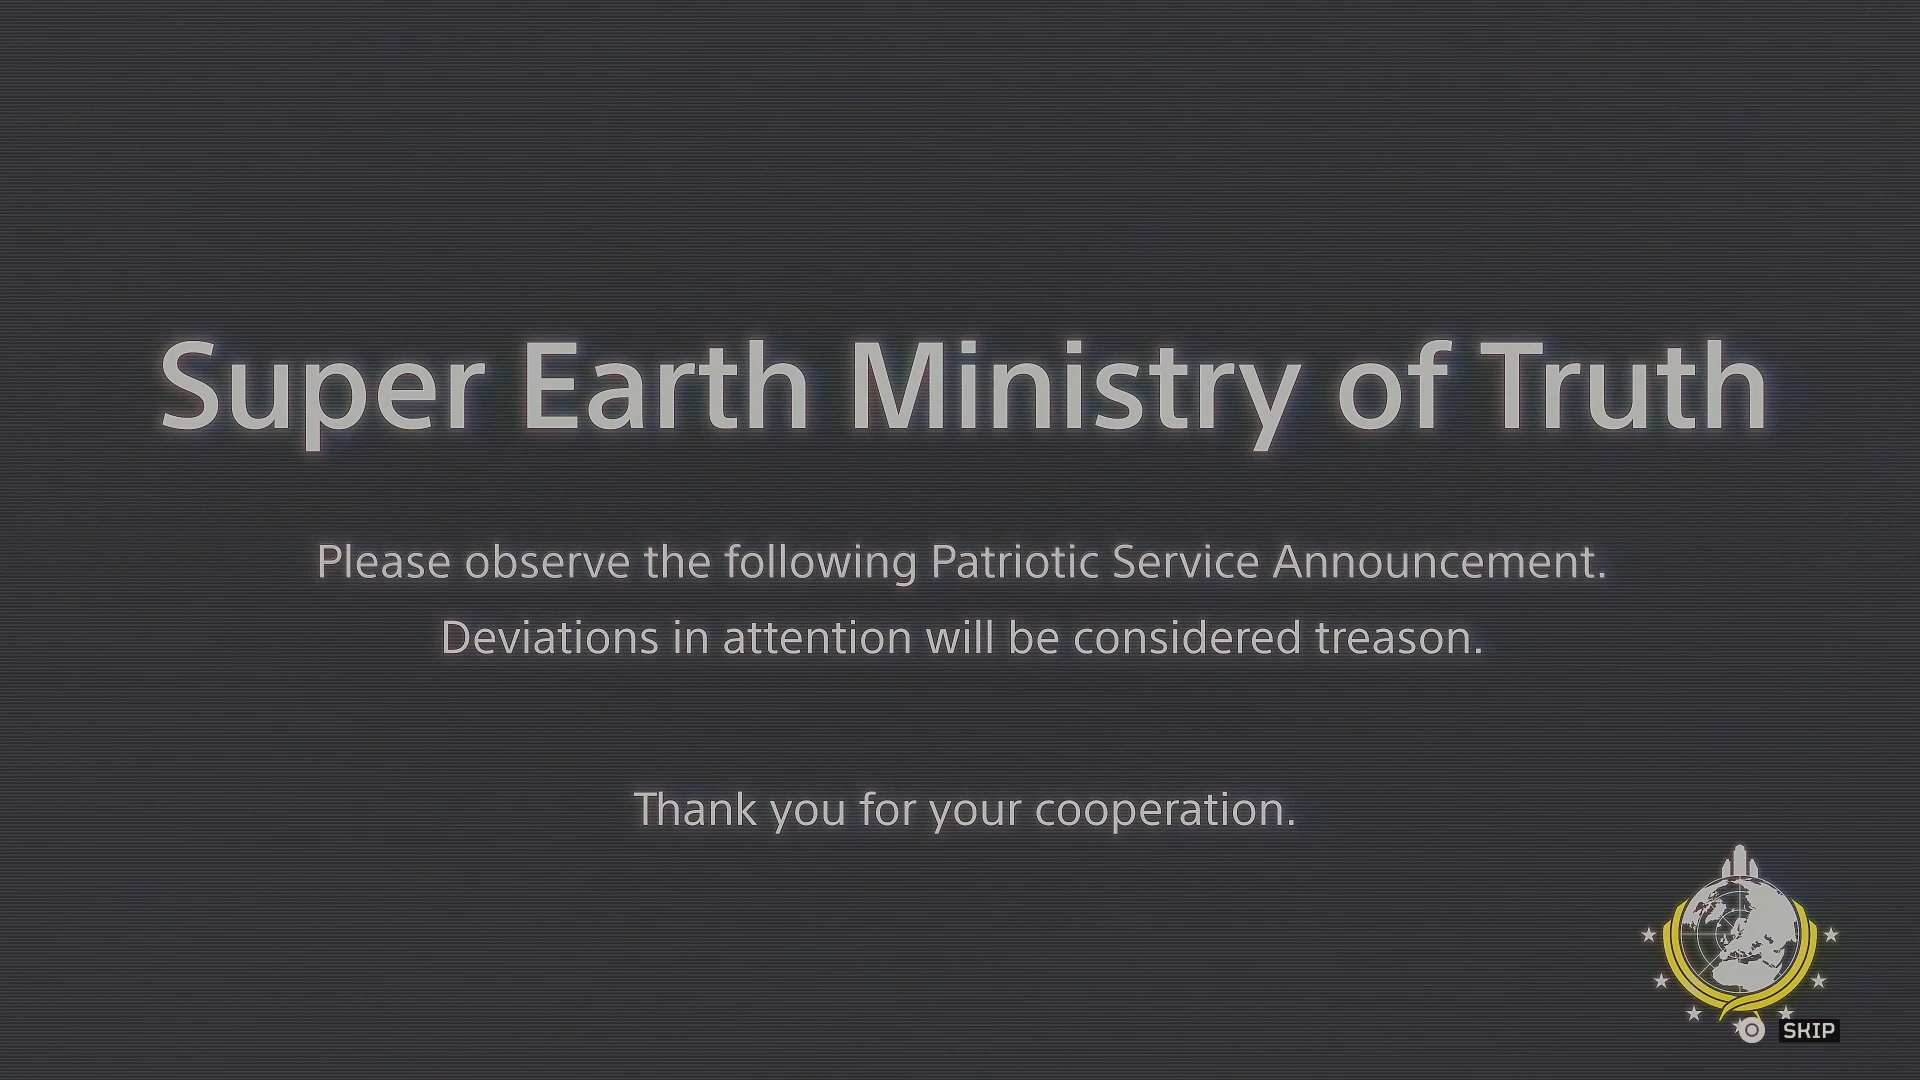 Super Earth Ministry of Truth
Please observe the following Patriotic Service Announcement.
Deviations in attention will be considered treason.
Thank you for your cooperation.
SKIP